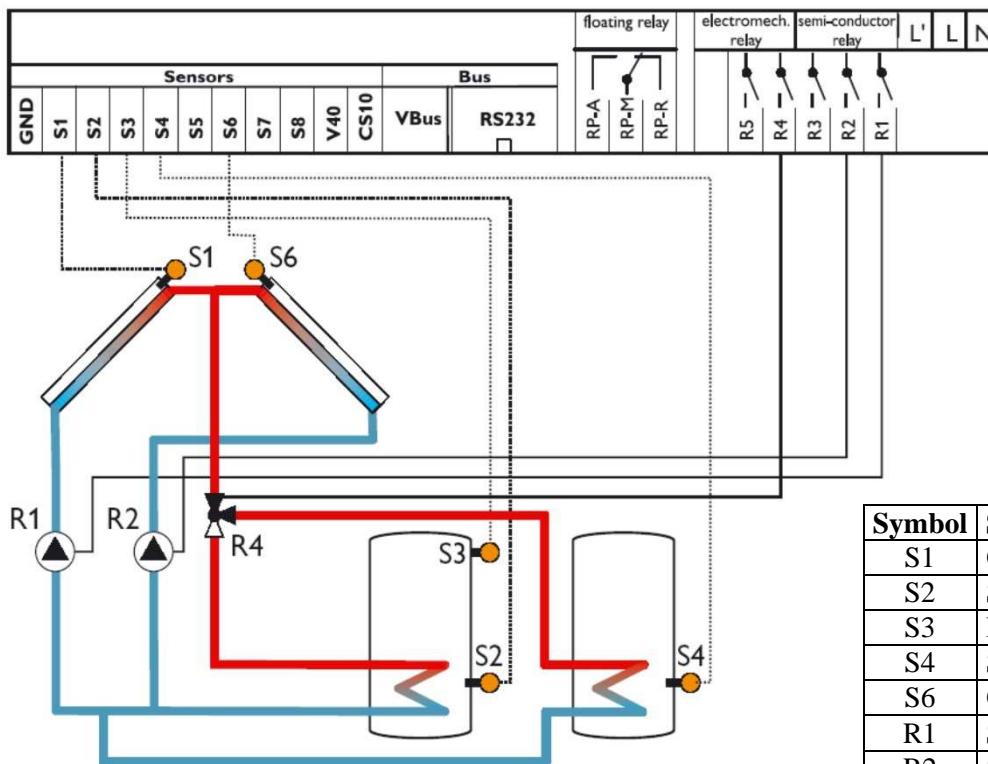 floating relay
electromech. relay
semi-conductor relay
L' L N
Sensors
Bus
GND S1 S2 S3 S4 S5 S6 S7 S8 V40 CS10
VBus
RS232
RP-A RP-M RP-R
R5 R4 R3 R2 R1
S1 S6
R1 R2
R4
S3
S2
S4
Symbol
S1
S2
S3
S4
S6
R1